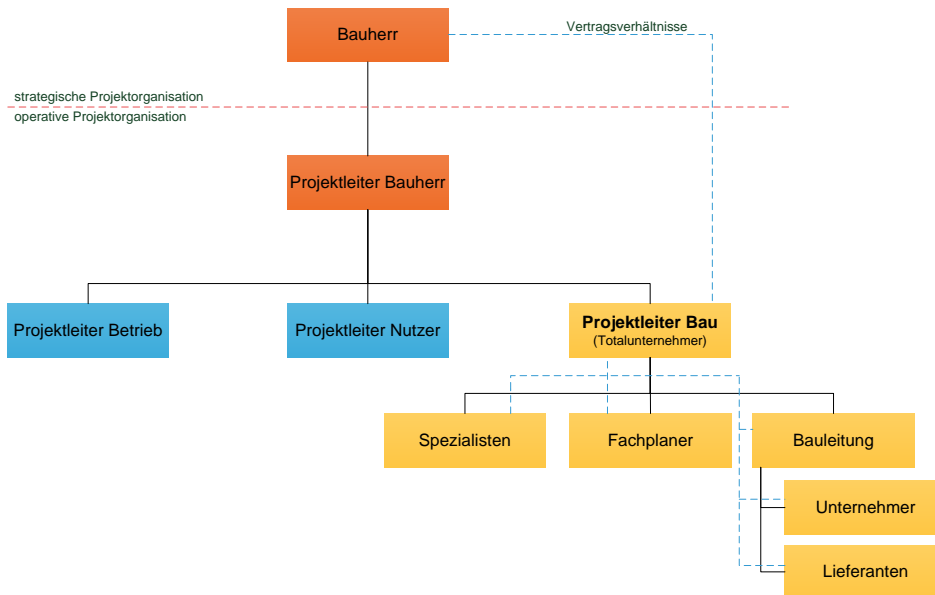 Bauherr
Vertragsverhältnisse
strategische Projektorganisation
operative Projektorganisation
Projektleiter Bauherr
Projektleiter Betrieb
Projektleiter Nutzer
Projektleiter Bau
(Totalunternehmer)
Spezialisten
Fachplaner
Bauleitung
Unternehmer
Lieferanten